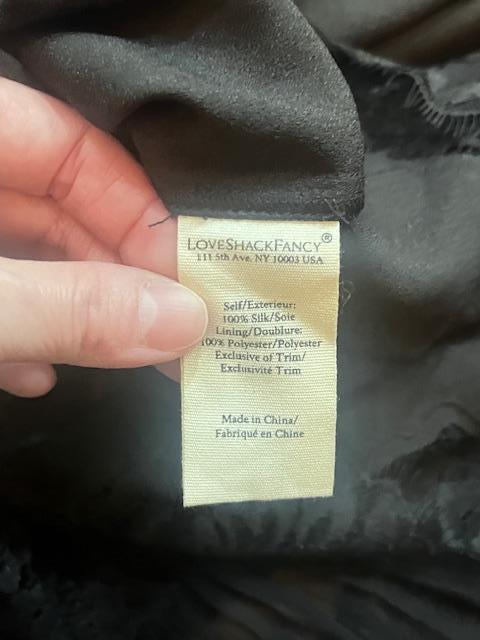 LOVESHACKFANCY®
111 5th Ave. NY 10003 USA
Self/Exterieur:
100% Silk/Soie
Lining/Doublure:
100% Polyester/Polyester
Exclusive of Trim/
Exclusivité Trim
Made in China/
Fabriqué en Chine